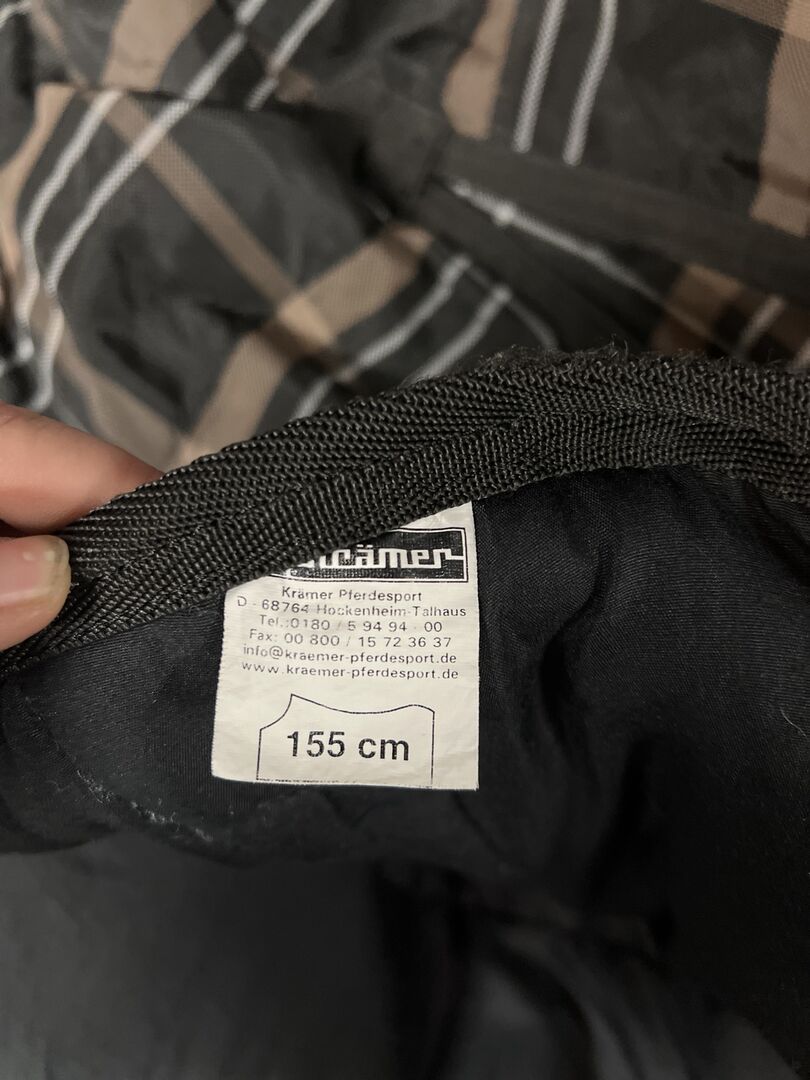 Krämer
Krämer Pferdesport
D - 68764 Hockenheim-Talhaus
Tel.:0180 / 5 94 94 - 00
Fax: 00 800 / 15 72 36 37
info@kraemer-pferdesport.de
www.kraemer-pferdesport.de
155 cm